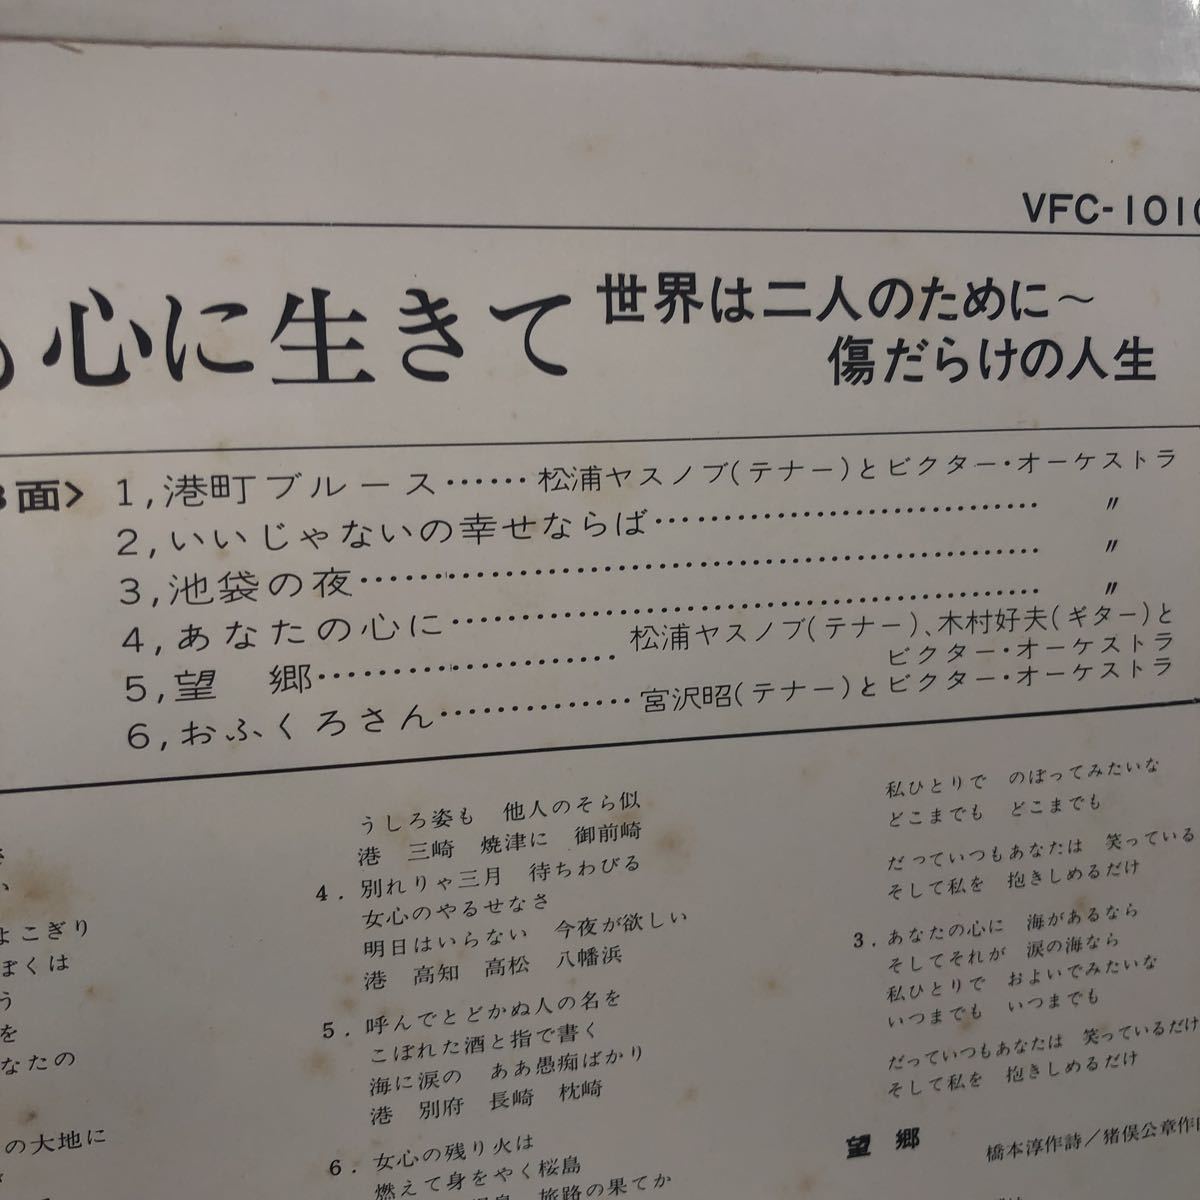 VFC-101
心に生きて
世界は二人のために～
傷だらけの人生
面> 1,港町ブルース……松浦ヤスノブ(テナー)とビクター・オーケストラ
2,いいじゃないの幸せならば……〃
3,池袋の夜……〃
4,あなたの心に……〃
5,望　郷……松浦ヤスノブ(テナー)、木村好夫(ギター)と
ビクター・オーケストラ
6,おふくろさん……宮沢昭(テナー)とビクター・オーケストラ
よこぎり
ぼくは
う
を
なたの
の大地に
うしろ姿も　他人のそら似
港　三崎　焼津に　御前崎
4．別れりゃ三月　待ちわびる
女心のやるせなさ
明日はいらない　今夜が欲しい
港　高知　高松　八幡浜
5．呼んでとどかぬ人の名を
こぼれた酒と指で書く
海に涙の　ああ愚痴ばかり
港　別府　長崎　枕崎
6．女心の残り火は
燃えて身をやく桜島
旅路の果てか
私ひとりで　のぼってみたいな
どこまでも　どこまでも
だっていつもあなたは　笑っている
そして私を　抱きしめるだけ
3．あなたの心に　海があるなら
そしてそれが　涙の海なら
私ひとりで　およいでみたいな
いつまでも　いつまでも
だっていつもあなたは　笑っているだけ
そして私を　抱きしめるだけ
望　郷
橋本淳作詩／猪俣公章作